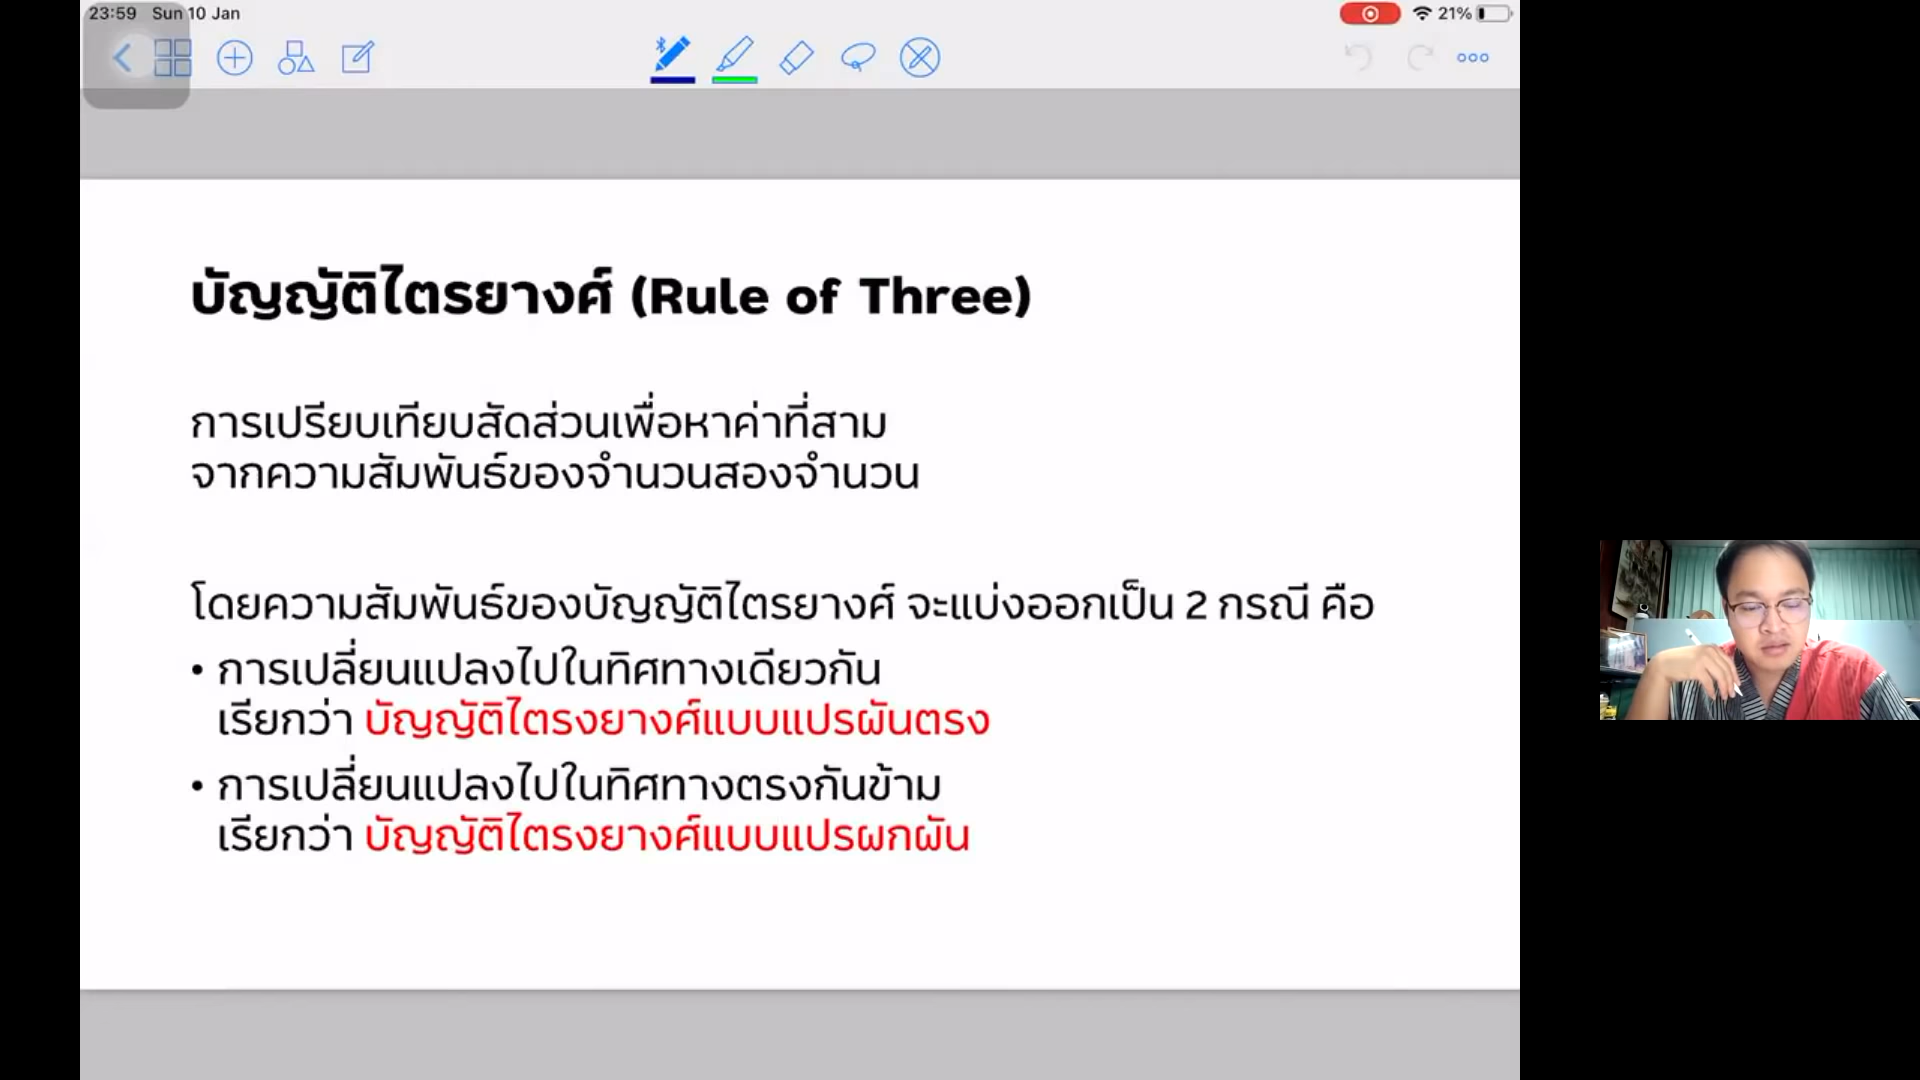 23:59 Sun 10 Jan
21%
บัญญัติไตรยางศ์ (Rule of Three)
การเปรียบเทียบสัดส่วนเพื่อหาค่าที่สาม
จากความสัมพันธ์ของจำนวนสองจำนวน
โดยความสัมพันธ์ของบัญญัติไตรยางศ์ จะแบ่งออกเป็น 2 กรณี คือ
• การเปลี่ยนแปลงไปในทิศทางเดียวกัน
เรียกว่า บัญญัติไตรงยางศ์แบบแปรผันตรง
• การเปลี่ยนแปลงไปในทิศทางตรงกันข้าม
เรียกว่า บัญญัติไตรงยางศ์แบบแปรผกผัน